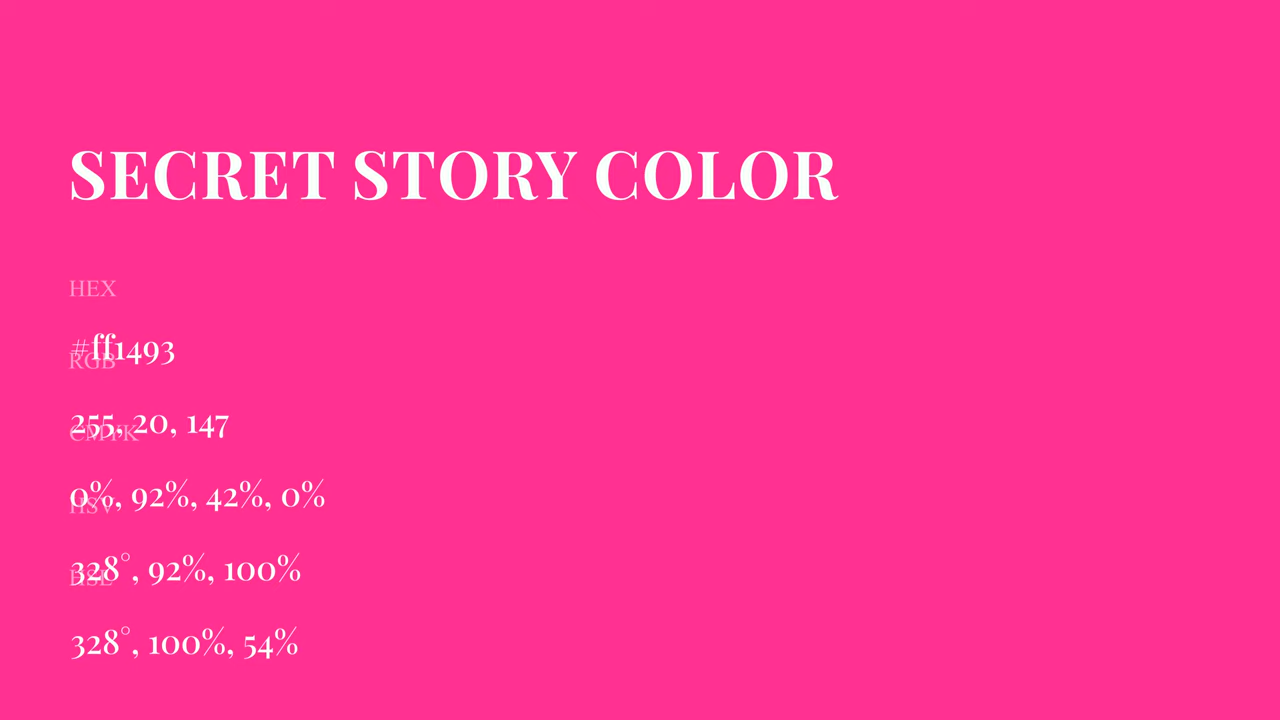 SECRET STORY COLOR
HEX
#ff1493
RGB
255, 20, 147
CMYK
0%, 92%, 42%, 0%
HSV
328°, 92%, 100%
HSL
328°, 100%, 54%